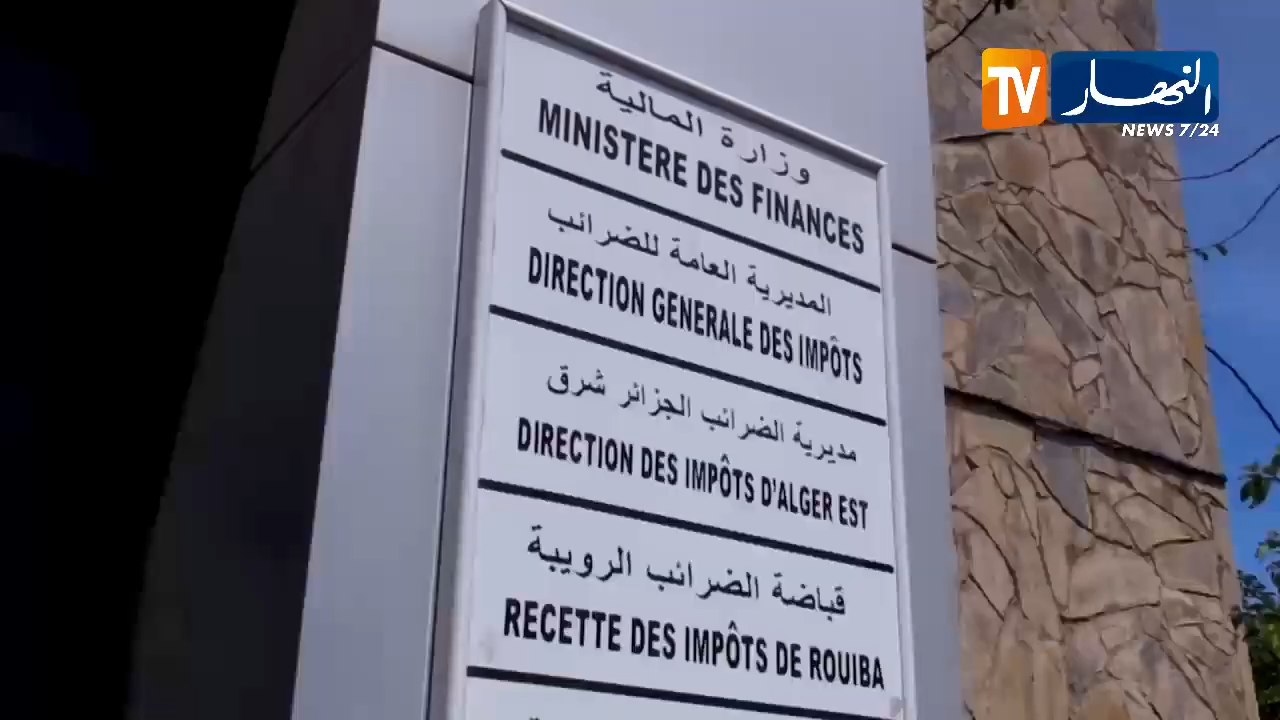 TV النهار
NEWS 7/24
وزارة المالية
MINISTERE DES FINANCES
المديرية العامة للضرائب
DIRECTION GENERALE DES IMPÔTS
مديرية الضرائب الجزائر شرق
DIRECTION DES IMPÔTS D'ALGER EST
قباضة الضرائب الرويبة
RECETTE DES IMPÔTS DE ROUIBA